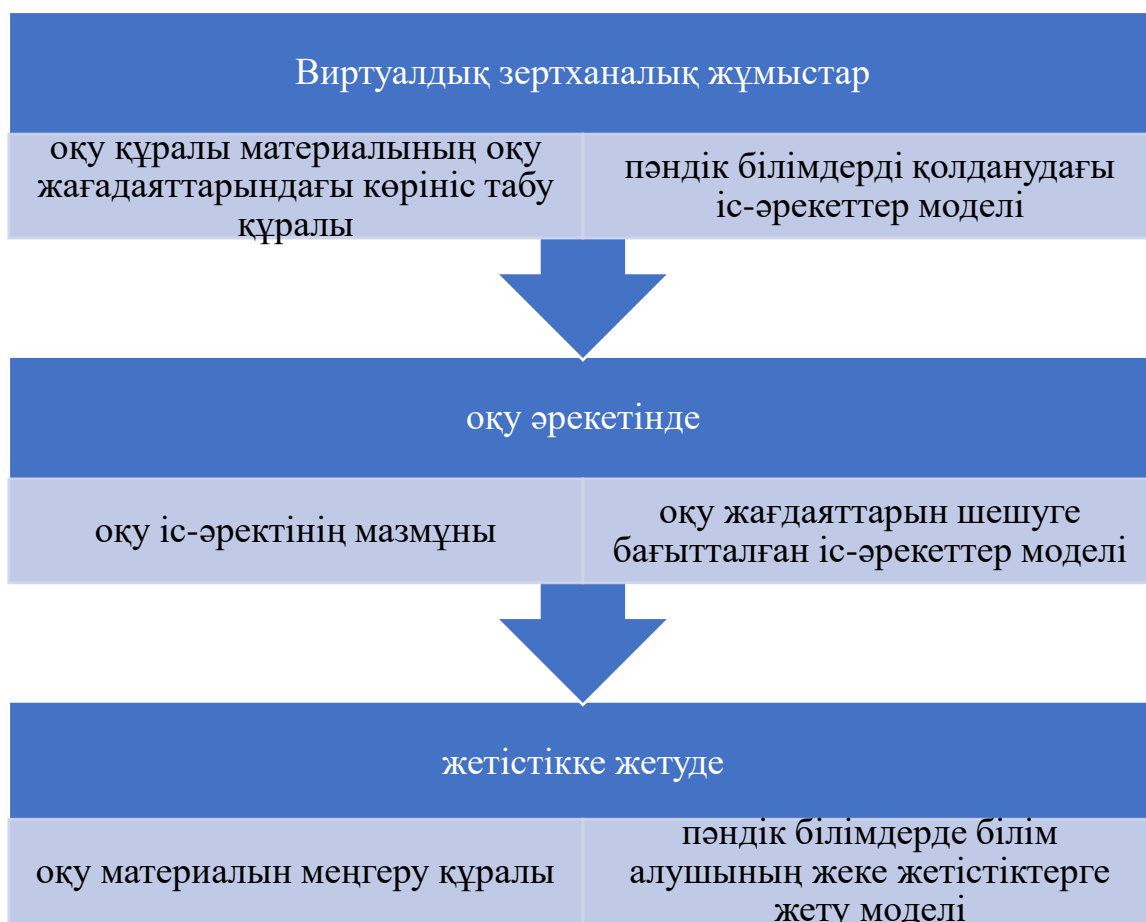 Виртуалдық зертханалық жұмыстар
оқу құралы материалының оқу
жағадаяттарындағы көрініс табу
құралы
пәндік білімдерді қолданудағы
іс-әрекеттер моделі
оқу әрекетінде
оқу іс-әректінің мазмұны
оқу жағдаяттарын шешуге
бағытталған іс-әрекеттер моделі
жетістікке жетуде
оқу материалын меңгеру құралы
пәндік білімдерде білім
алушының жеке жетістіктерге
жету моделі